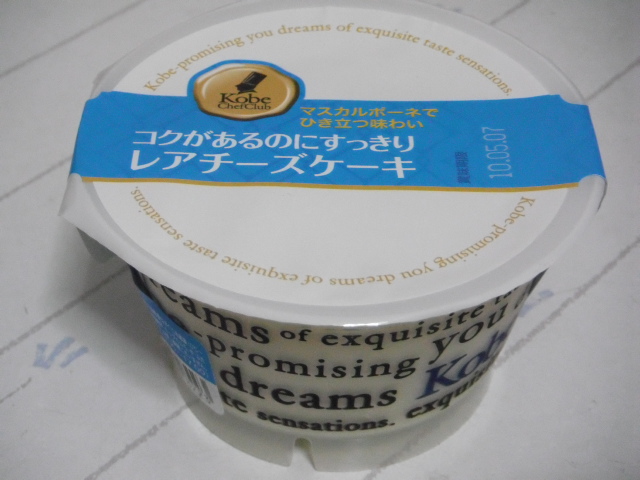 Kobe-promising you dreams of exquisite taste sensations.
Kobe
ChefClub
マスカルポーネで
ひき立つ味わい
コクがあるのにすっきり
レアチーズケーキ
賞味期限
10.05.07
Kobe-promising you dreams of exquisite taste sensations.
dreams of exquisite
-promising you
dreams Kobe
sensations. exqui